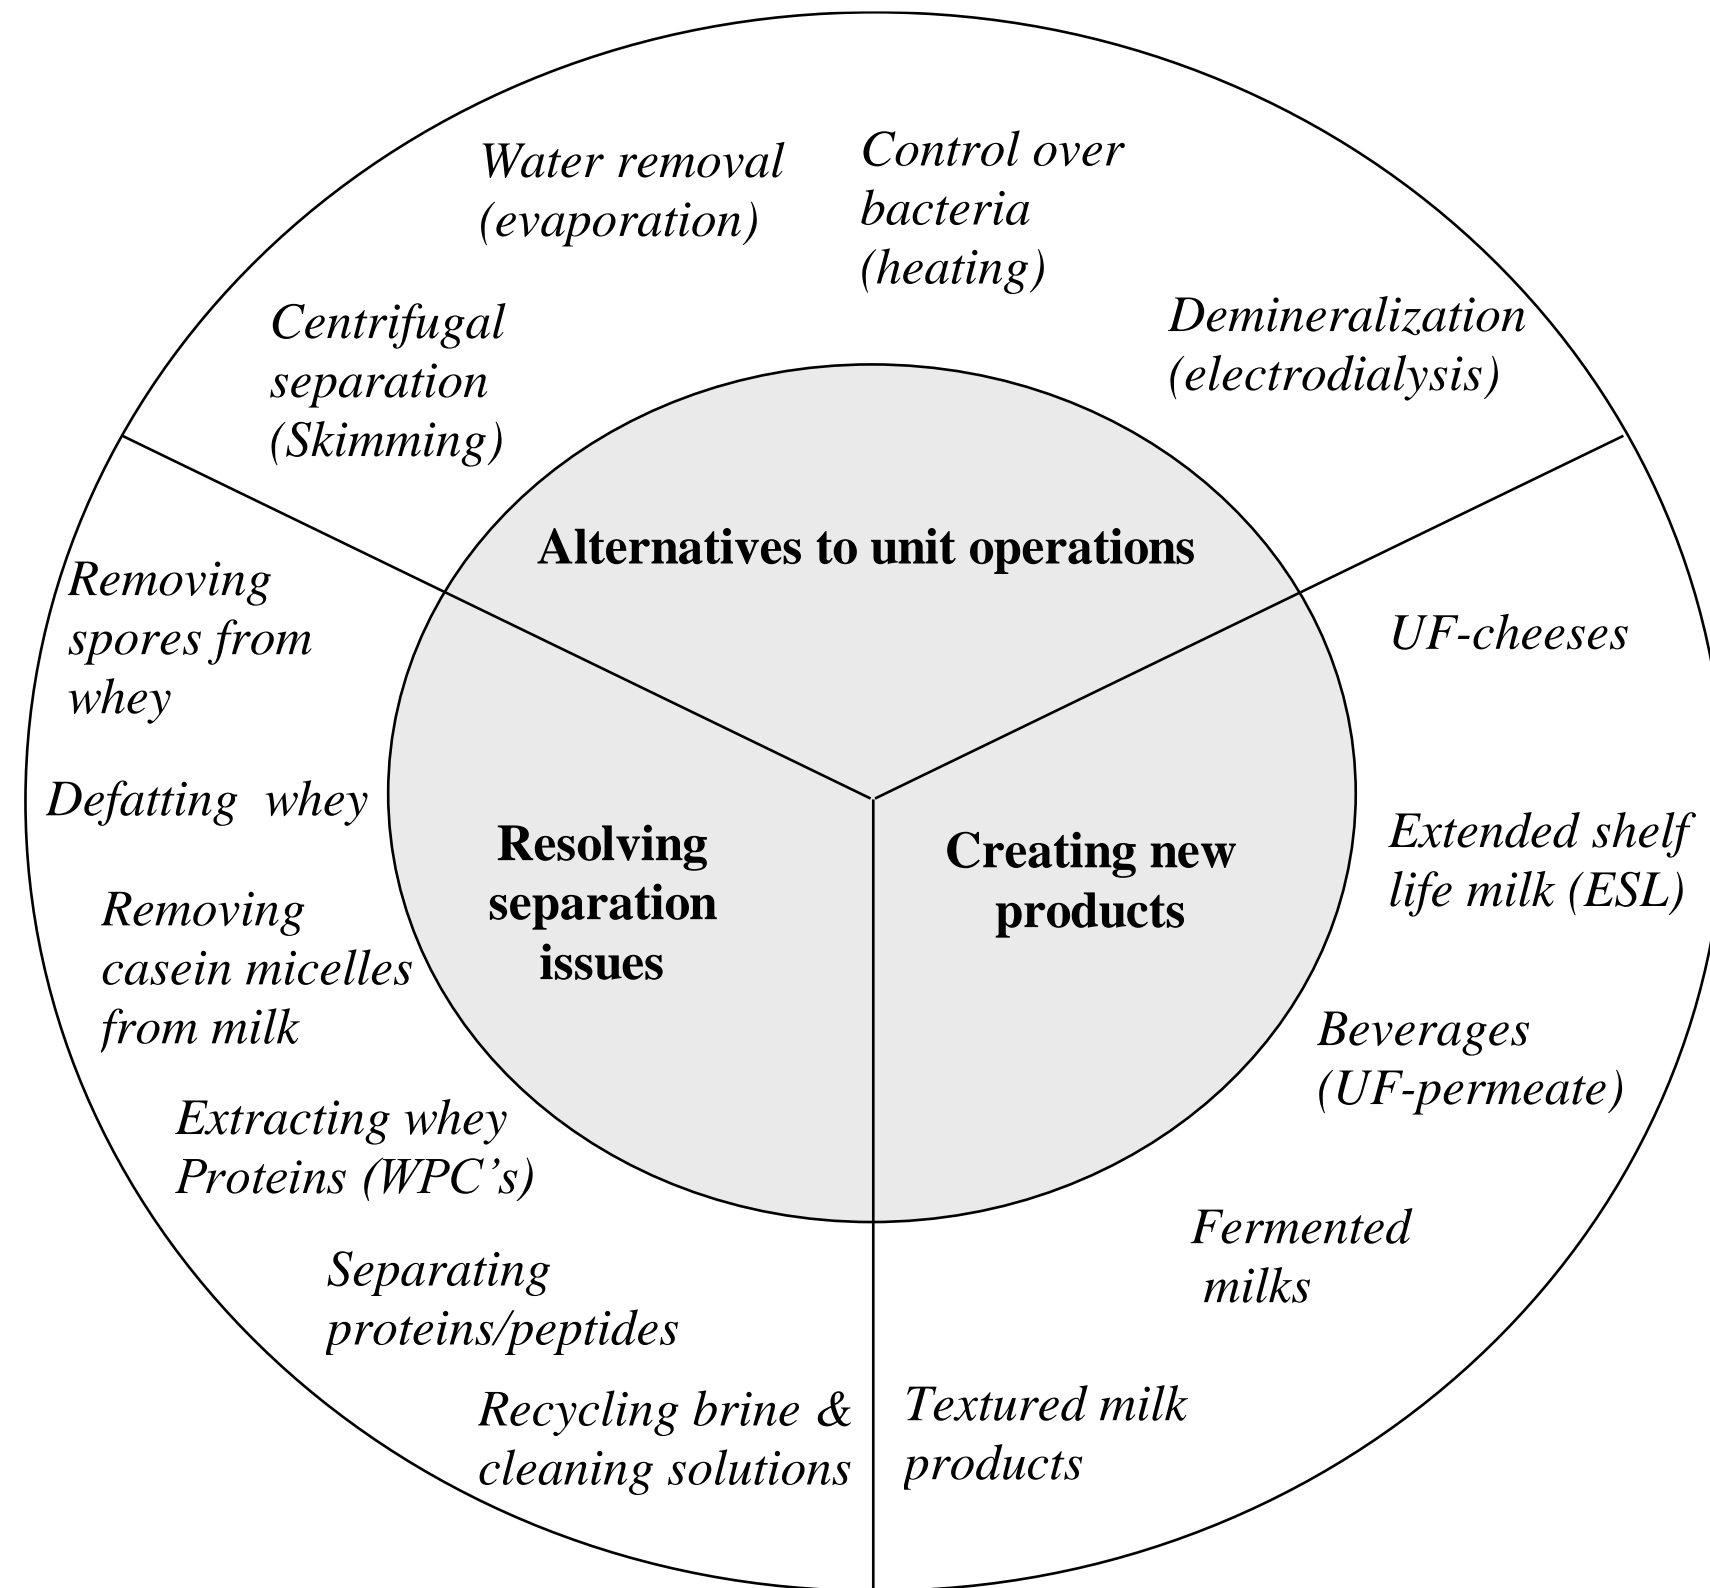 Water removal
(evaporation)
Control over
bacteria
(heating)
Centrifugal
separation
(Skimming)
Demineralization
(electrodialysis)
Alternatives to unit operations
Removing
spores from
whey
Defatting whey
Removing
casein micelles
from milk
Extracting whey
Proteins (WPC’s)
Separating
proteins/peptides
Recycling brine &
cleaning solutions
Resolving
separation
issues
Creating new
products
UF-cheeses
Extended shelf
life milk (ESL)
Beverages
(UF-permeate)
Fermented
milks
Textured milk
products